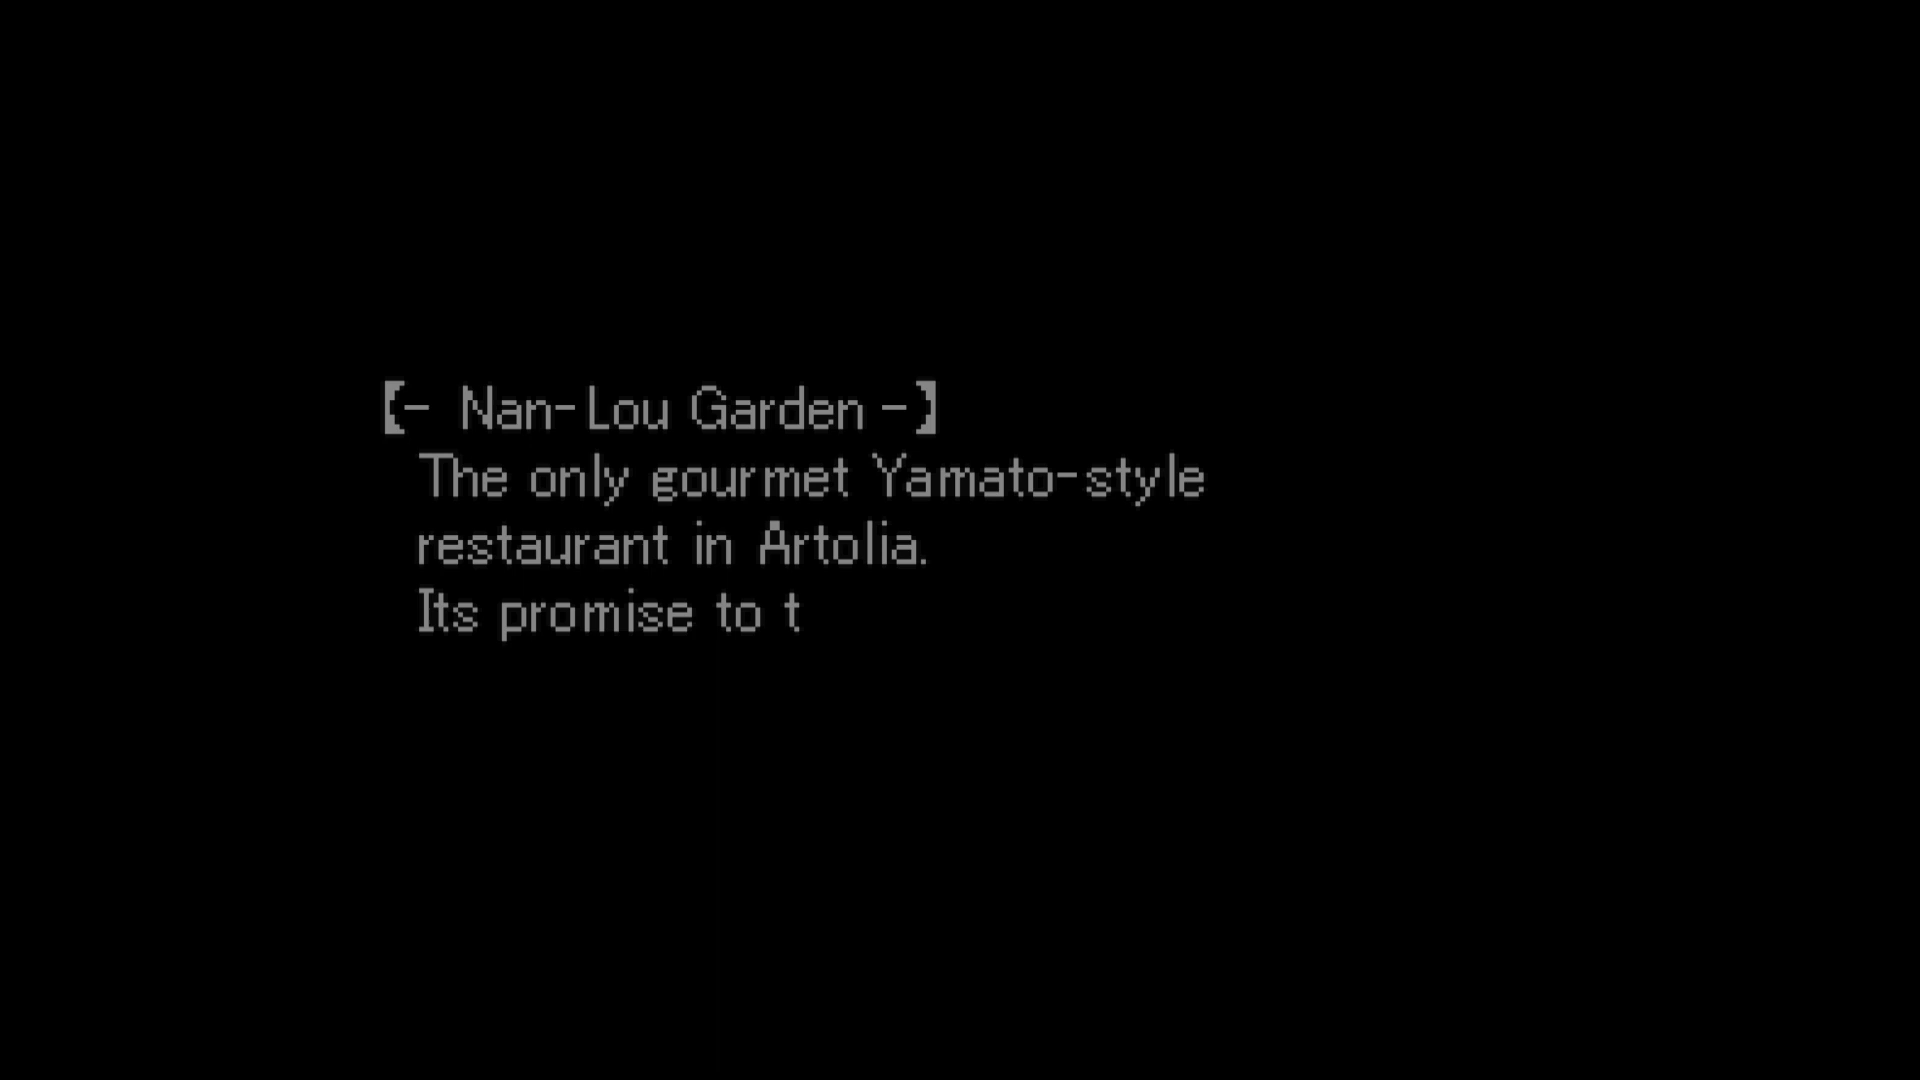 【- Nan-Lou Garden -】
The only gourmet Yamato-style
restaurant in Artolia.
Its promise to t